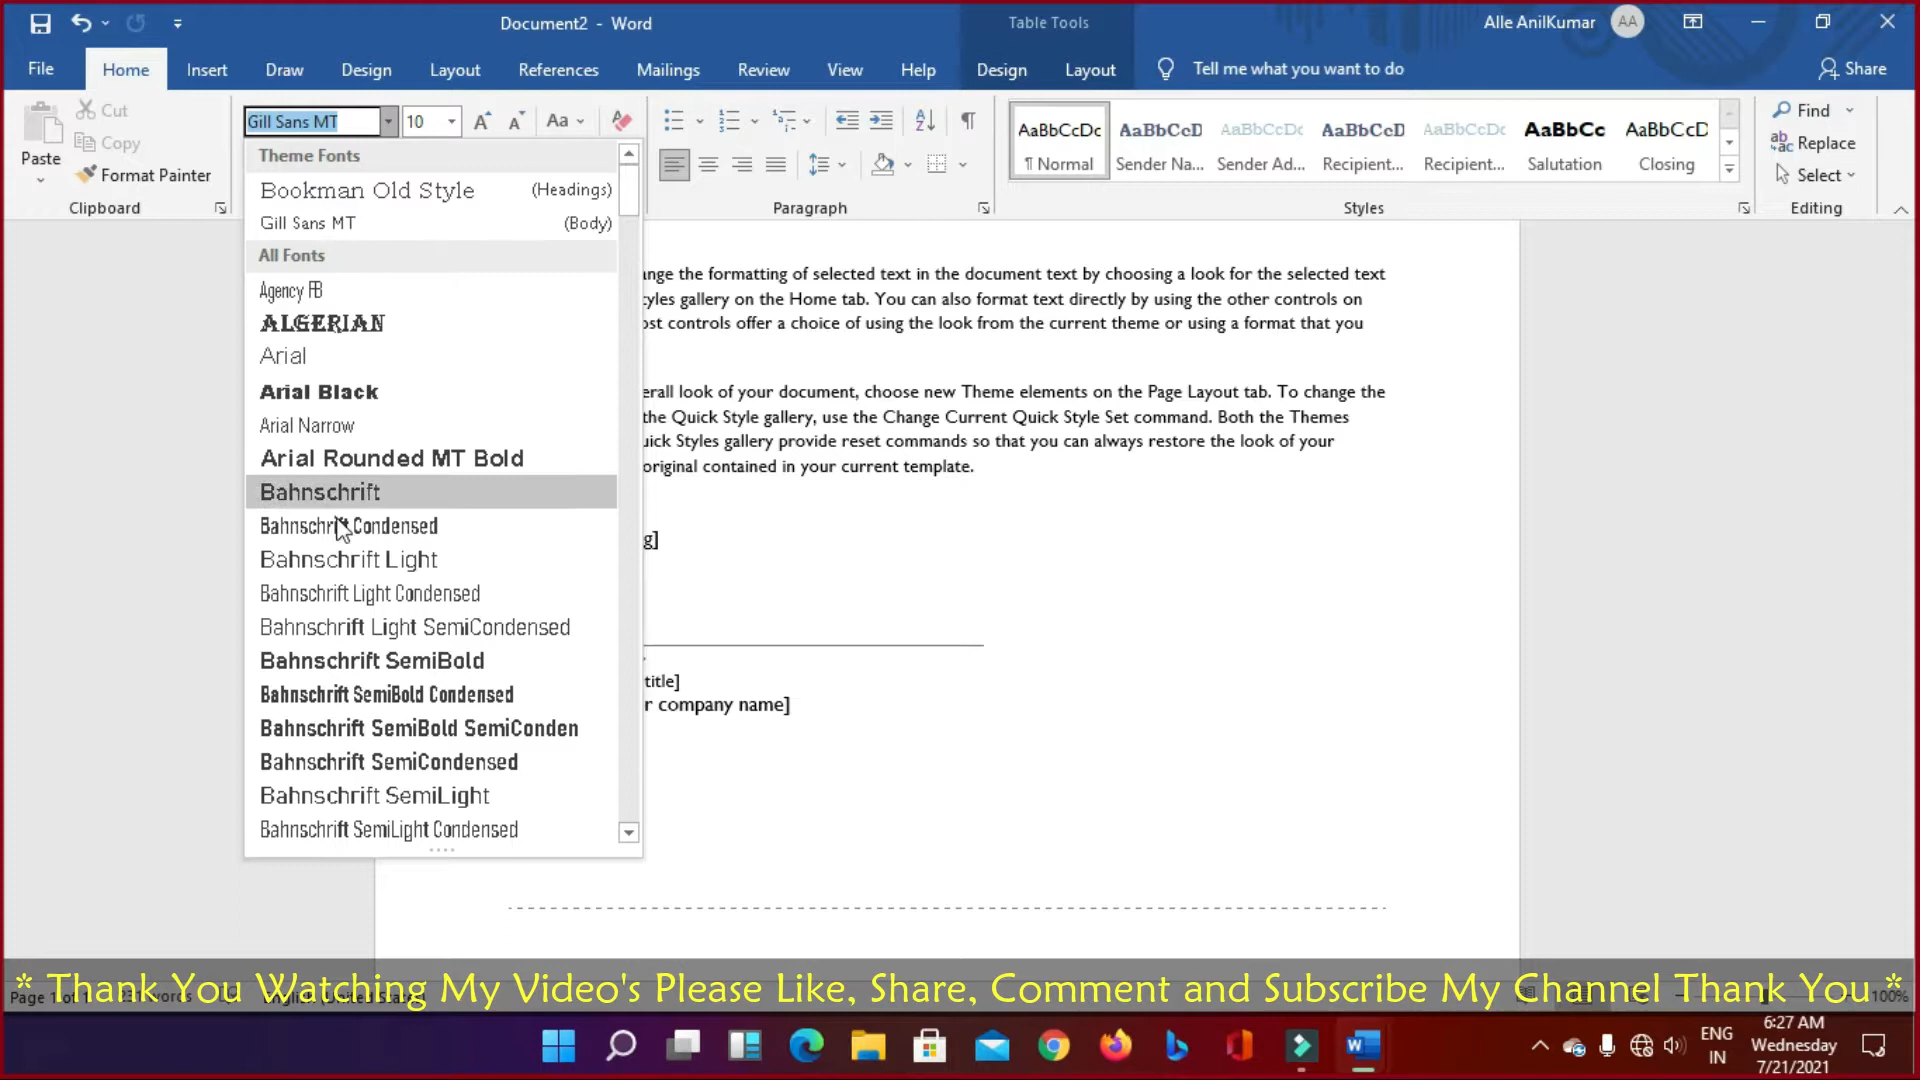 Document2 - Word
Table Tools
Alle AnilKumar
AA
File
Home
Insert
Draw
Design
Layout
References
Mailings
Review
View
Help
Design
Layout
Tell me what you want to do
Share
Cut
Copy
Paste
Format Painter
Clipboard
Gill Sans MT
10
Aa
Paragraph
AaBbCcDc
¶ Normal
AaBbCcD
Sender Na...
AaBbCcDc
Sender Ad...
AaBbCcD
Recipient...
AaBbCcDc
Recipient...
AaBbCc
Salutation
AaBbCcD
Closing
Styles
Find
Replace
Select
Editing
Theme Fonts
Bookman Old Style (Headings)
Gill Sans MT (Body)
All Fonts
Agency FB
ALGERIAN
Arial
Arial Black
Arial Narrow
Arial Rounded MT Bold
Bahnschrift
Bahnschrift Condensed
Bahnschrift Light
Bahnschrift Light Condensed
Bahnschrift Light SemiCondensed
Bahnschrift SemiBold
Bahnschrift SemiBold Condensed
Bahnschrift SemiBold SemiConden
Bahnschrift SemiCondensed
Bahnschrift SemiLight
Bahnschrift SemiLight Condensed
ange the formatting of selected text in the document text by choosing a look for the selected text
tyles gallery on the Home tab. You can also format text directly by using the other controls on
ost controls offer a choice of using the look from the current theme or using a format that you
erall look of your document, choose new Theme elements on the Page Layout tab. To change the
the Quick Style gallery, use the Change Current Quick Style Set command. Both the Themes
uick Styles gallery provide reset commands so that you can always restore the look of your
original contained in your current template.
g]
title]
r company name]
* Thank You Watching My Video's Please Like, Share, Comment and Subscribe My Channel Thank You *
Page 1 of 1
words
100%
ENG
IN
6:27 AM
Wednesday
7/21/2021